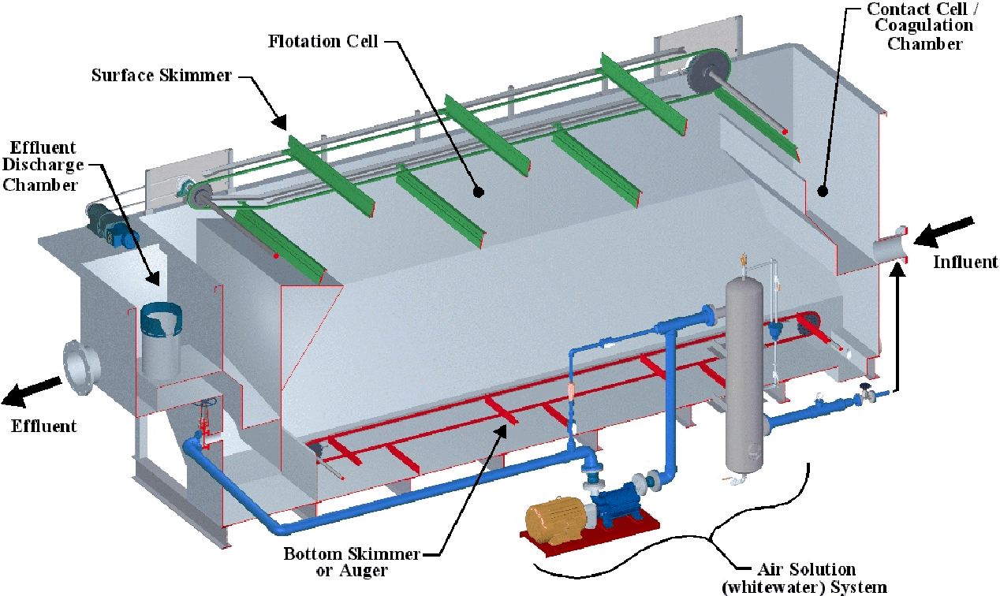 Contact Cell /
Coagulation
Chamber
Flotation Cell
Surface Skimmer
Effluent
Discharge
Chamber
Influent
Effluent
Bottom Skimmer
or Auger
Air Solution
(whitewater) System